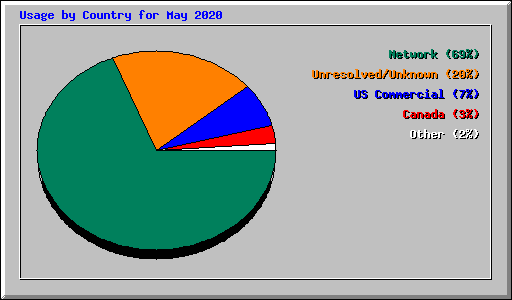 Usage by Country for May 2020
Network (69%)
Unresolved/Unknown (20%)
US Commercial (7%)
Canada (3%)
Other (2%)